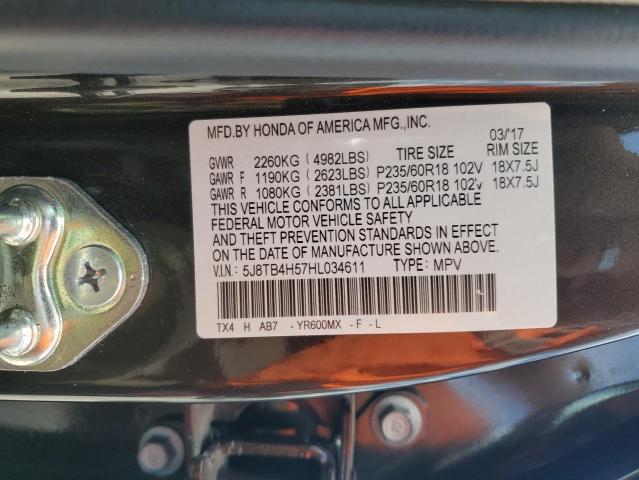 MFD.BY HONDA OF AMERICA MFG.,INC. 03/'17
GVWR 2260KG ( 4982LBS) TIRE SIZE RIM SIZE
GAWR F 1190KG ( 2623LBS) P235/60R18 102V 18X7.5J
GAWR R 1080KG ( 2381LBS) P235/60R18 102V 18X7.5J
THIS VEHICLE CONFORMS TO ALL APPLICABLE
FEDERAL MOTOR VEHICLE SAFETY
AND THEFT PREVENTION STANDARDS IN EFFECT
ON THE DATE OF MANUFACTURE SHOWN ABOVE.
V.I.N.: 5J8TB4H57HL034611 TYPE: MPV
TX4 H AB7 -YR600MX -F -L